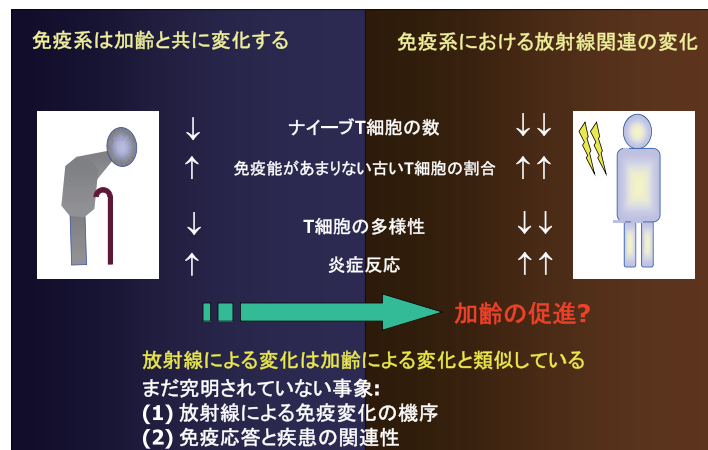 免疫系は加齢と共に変化する
免疫系における放射線関連の変化
↓ ナイーブT細胞の数 ↓↓
↑ 免疫能があまりない古いT細胞の割合 ↑↑
↓ T細胞の多様性 ↓↓
↑ 炎症反応 ↑↑
加齢の促進?
放射線による変化は加齢による変化と類似している
まだ究明されていない事象:
(1) 放射線による免疫変化の機序
(2) 免疫応答と疾患の関連性